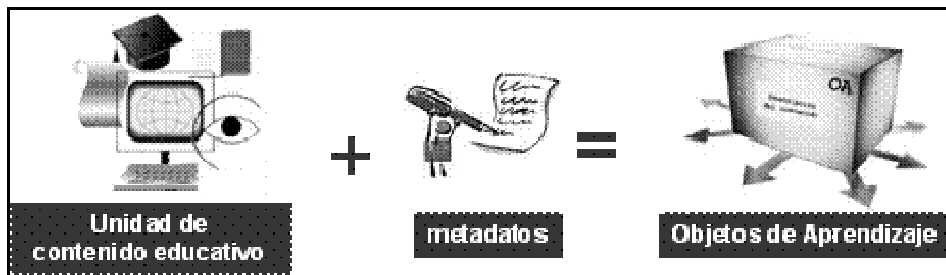 +
=
OA
Unidad de
contenido educativo
metadatos
Objetos de Aprendizaje